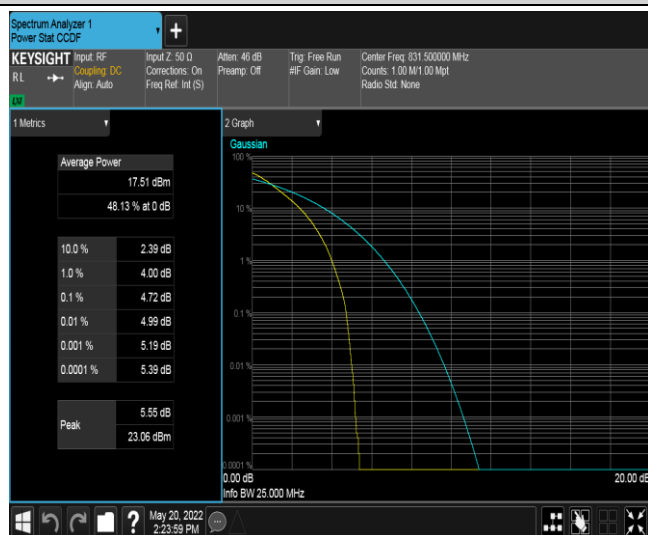 Spectrum Analyzer 1
Power Stat CCDF
KEYSIGHT
RL
LXI
Input: RF
Coupling: DC
Align: Auto
Input Z: 50 Ω
Corrections: On
Freq Ref: Int (S)
Atten: 46 dB
Preamp: Off
Trig: Free Run
#IF Gain: Low
Center Freq: 831.500000 MHz
Counts: 1.00 M/1.00 Mpt
Radio Std: None
1 Metrics
Average Power
17.51 dBm
48.13 % at 0 dB
10.0 % 2.39 dB
1.0 % 4.00 dB
0.1 % 4.72 dB
0.01 % 4.99 dB
0.001 % 5.19 dB
0.0001 % 5.39 dB
Peak
5.55 dB
23.06 dBm
2 Graph
Gaussian
100 %
10 %
1 %
0.1 %
0.01 %
0.001 %
0.0001 %
0.00 dB 20.00 dB
Info BW 25.000 MHz
?
May 20, 2022
2:23:59 PM